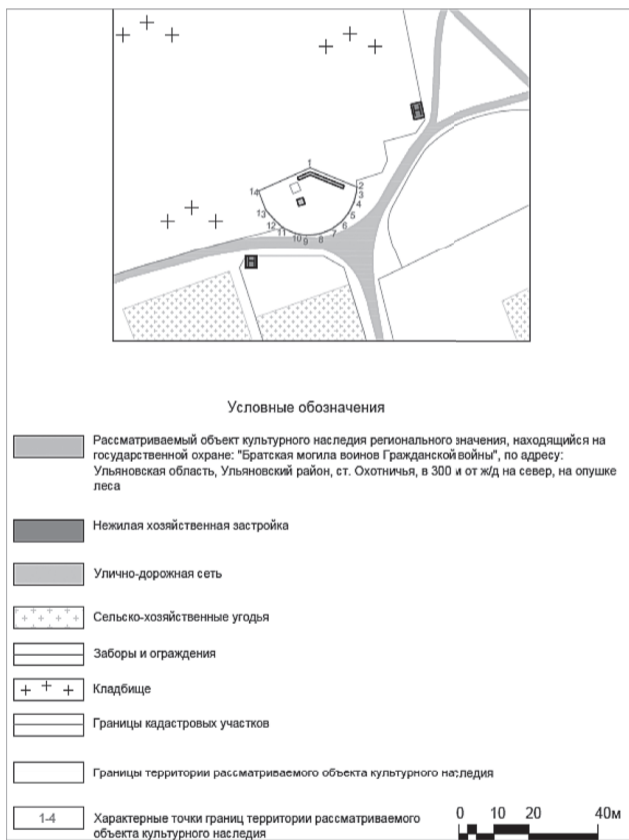 1
2
3
4
5
6
7
8
9
10
11
12
13
14
Условные обозначения
Рассматриваемый объект культурного наследия регионального значения, находящийся на
государственной охране: "Братская могила воинов Гражданской войны", по адресу:
Ульяновская область, Ульяновский район, ст. Охотничья, в 300 м от ж/д на север, на опушке
леса
Нежилая хозяйственная застройка
Улично-дорожная сеть
Сельско-хозяйственные угодья
Заборы и ограждения
Кладбище
Границы кадастровых участков
Границы территории рассматриваемого объекта культурного наследия
1-4 Характерные точки границ территории рассматриваемого
объекта культурного наследия
0 10 20 40м